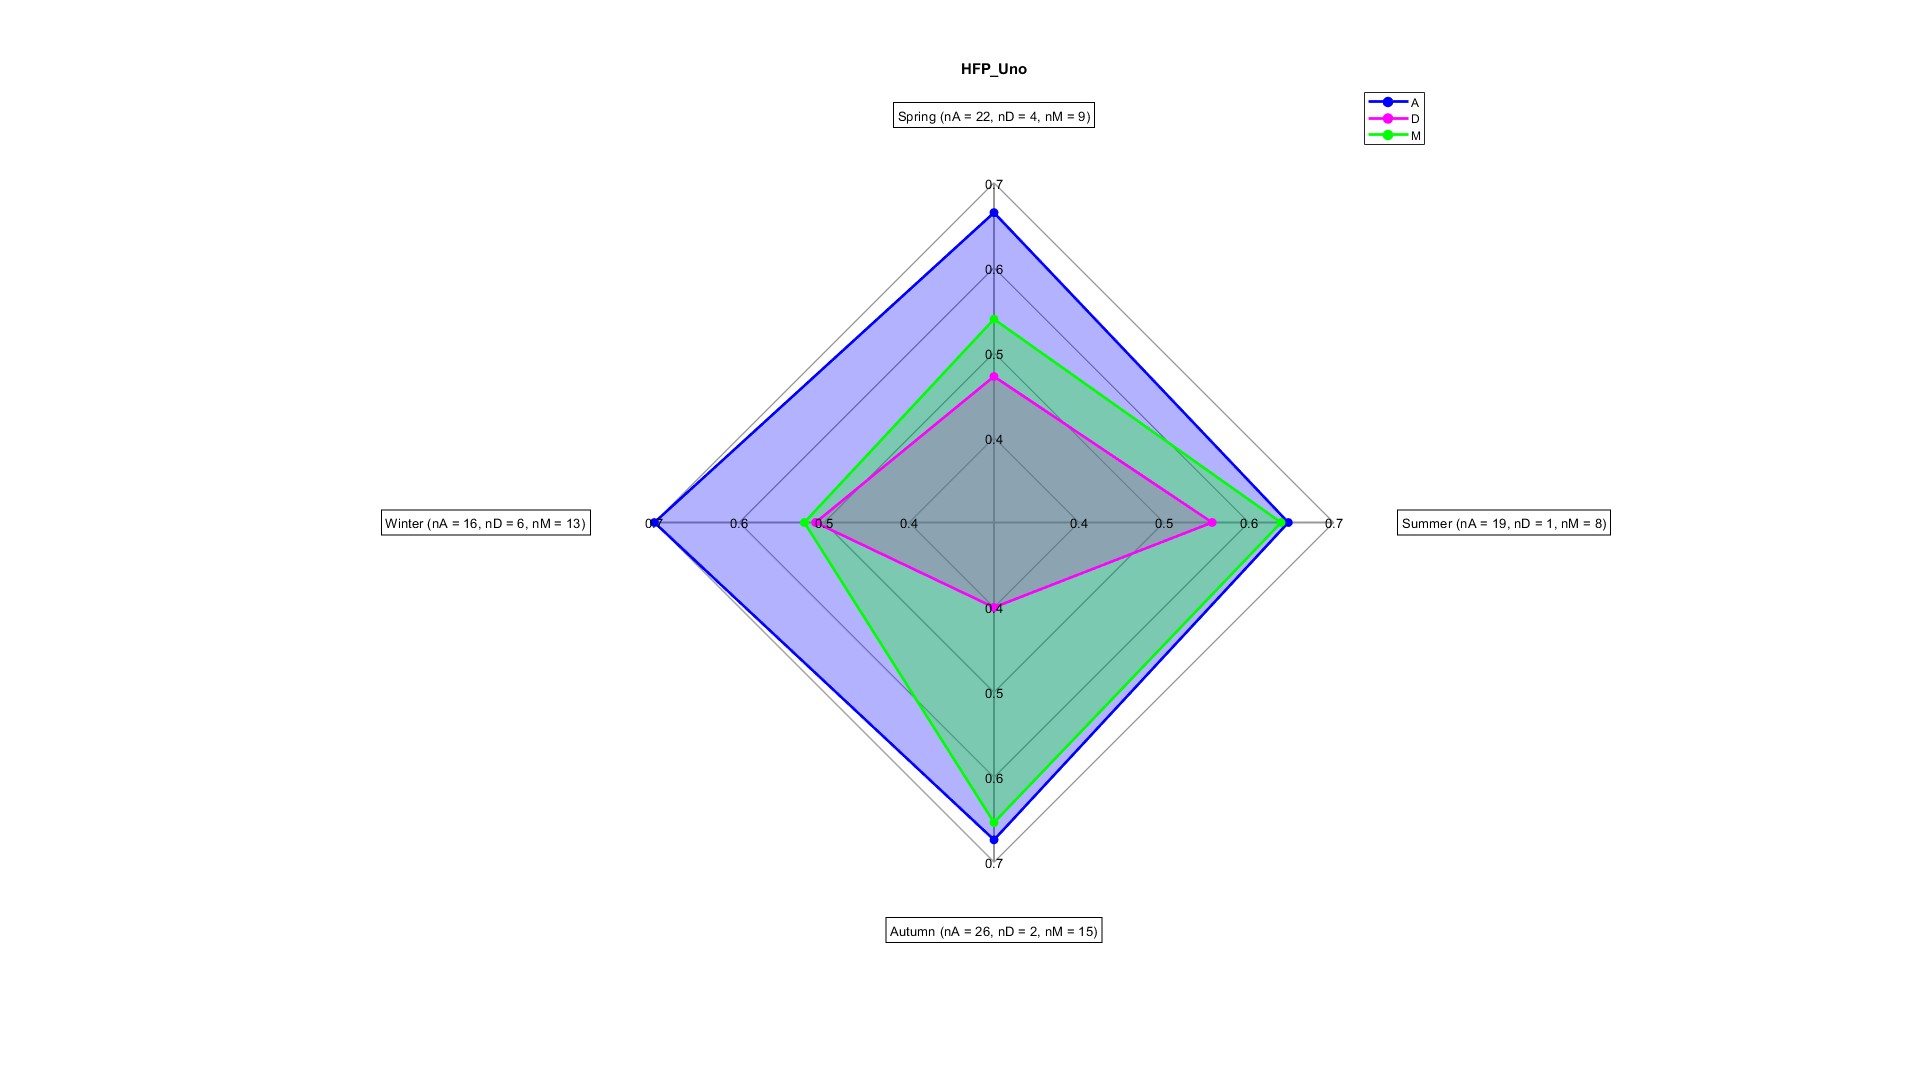 HFP_Uno
Spring (nA = 22, nD = 4, nM = 9)
A
D
M
0.7
0.6
0.5
0.4
Winter (nA = 16, nD = 6, nM = 13)
0.7 0.6 0.5 0.4 0.4 0.5 0.6 0.7
Summer (nA = 19, nD = 1, nM = 8)
0.4
0.5
0.6
0.7
Autumn (nA = 26, nD = 2, nM = 15)